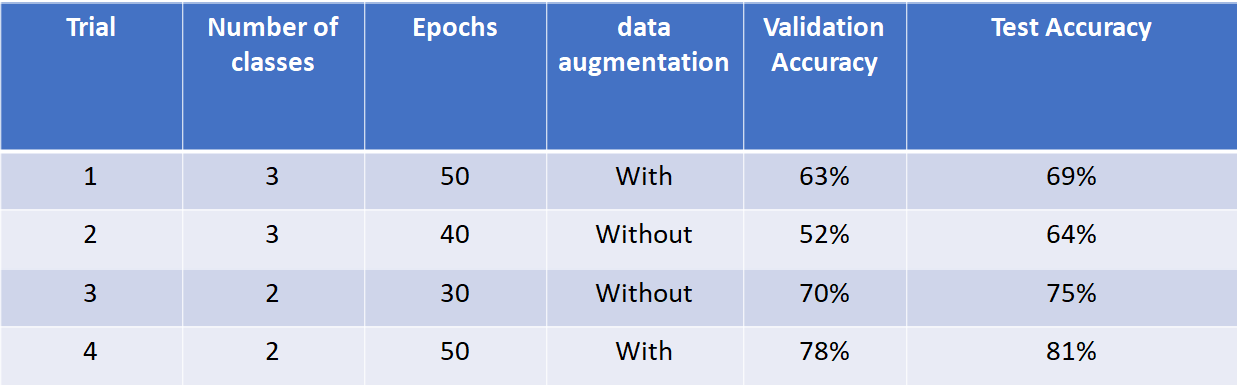 Trial Number of classes Epochs data augmentation Validation Accuracy Test Accuracy
1 3 50 With 63% 69%
2 3 40 Without 52% 64%
3 2 30 Without 70% 75%
4 2 50 With 78% 81%